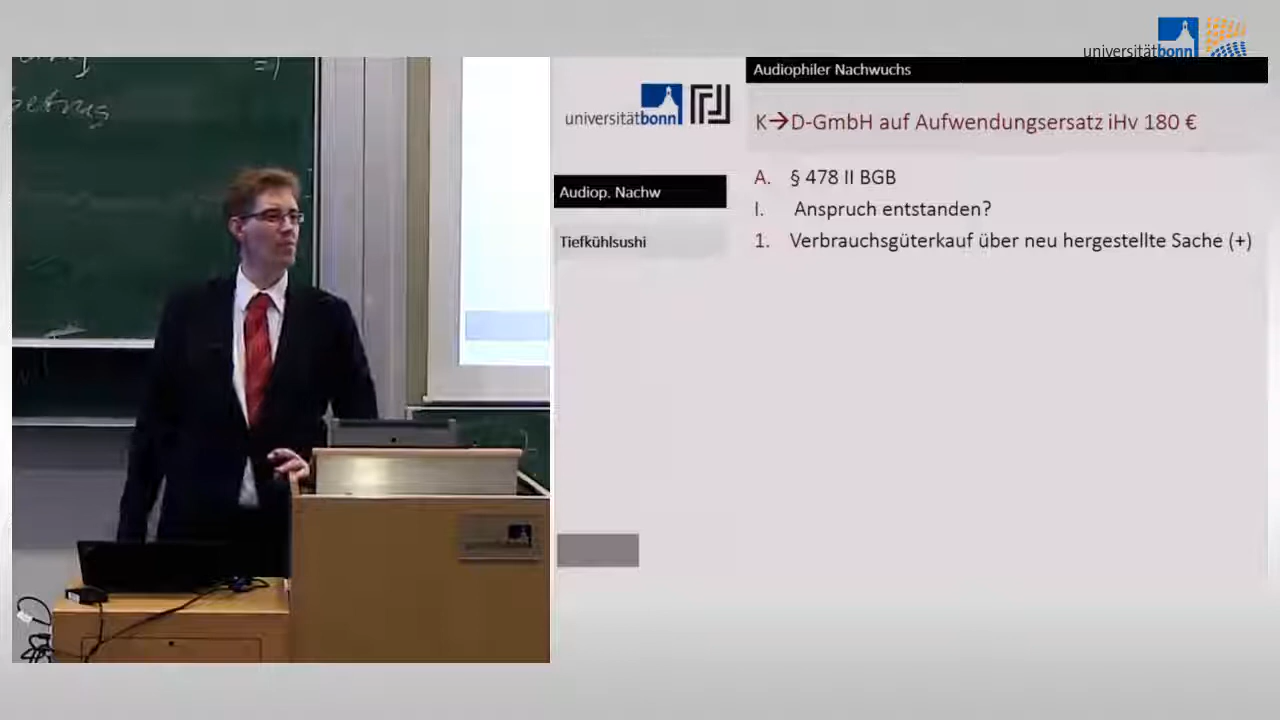 universitätbonn
Audiophiler Nachwuchs
universitätbonn
K→D-GmbH auf Aufwendungsersatz iHv 180 €
Audiop. Nachw
Tiefkühlsushi
A. § 478 II BGB
I. Anspruch entstanden?
1. Verbrauchsgüterkauf über neu hergestellte Sache (+)